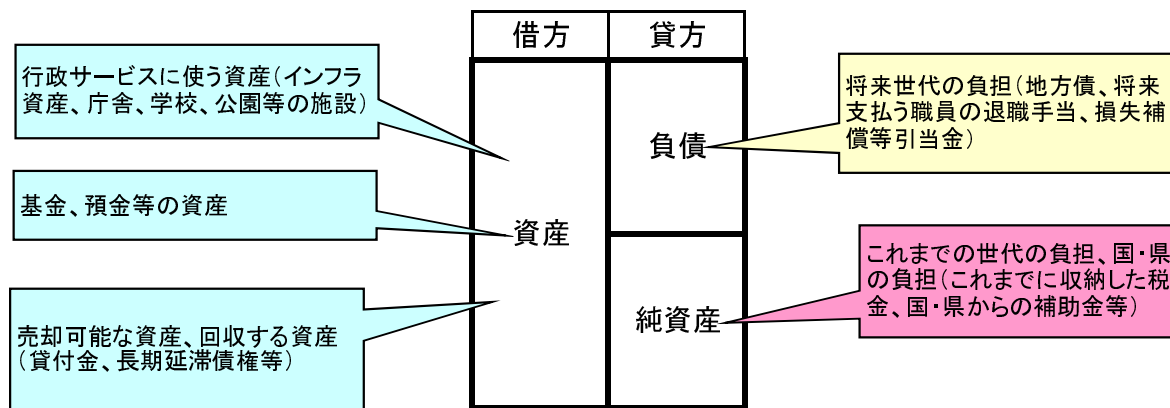 借方
貸方
行政サービスに使う資産（インフラ
資産、庁舎、学校、公園等の施設）
基金、預金等の資産
売却可能な資産、回収する資産
（貸付金、長期延滞債権等）
資産
負債
純資産
将来世代の負担（地方債、将来
支払う職員の退職手当、損失補
償等引当金）
これまでの世代の負担、国・県
の負担（これまでに収納した税
金、国・県からの補助金等）